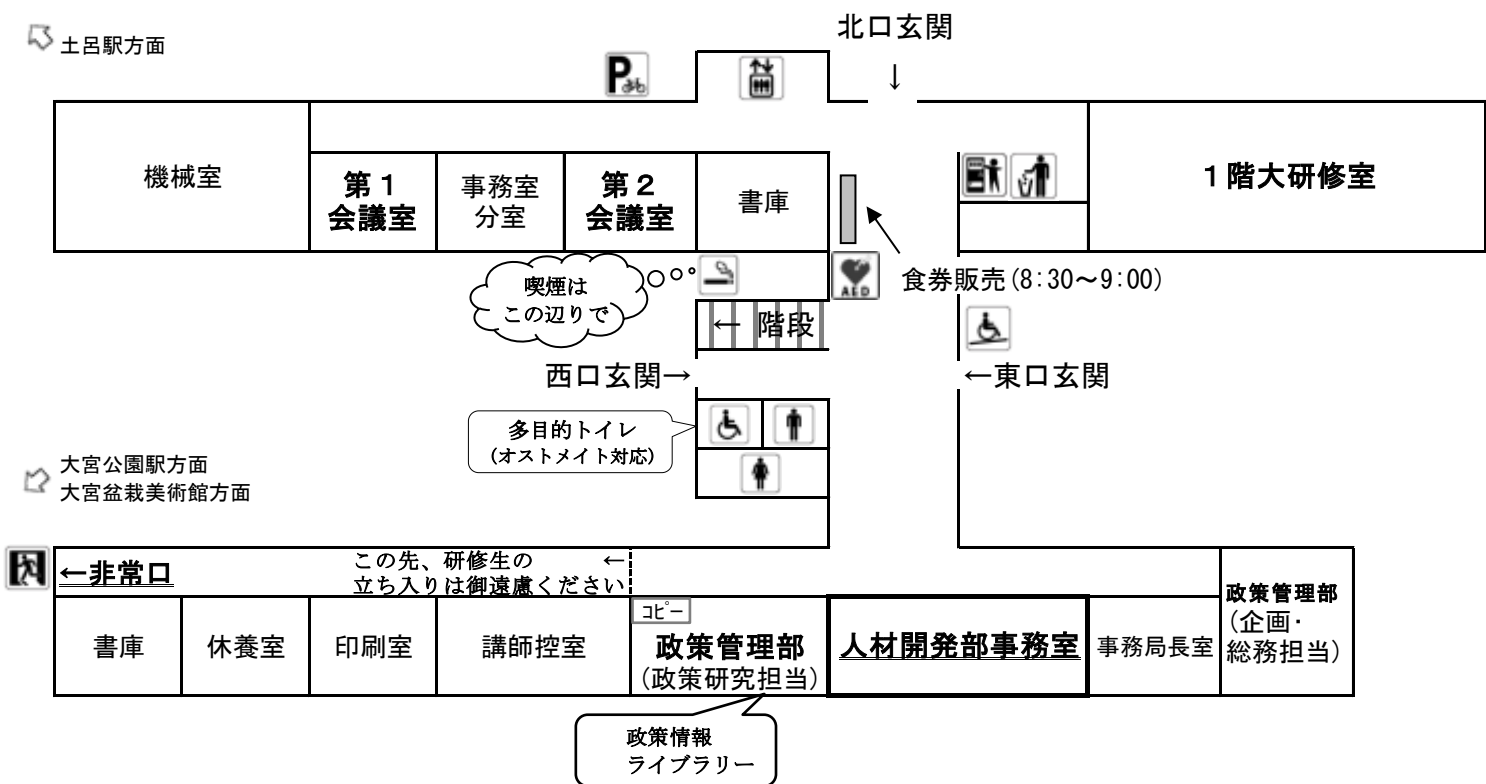 土呂駅方面
北口玄関
↓
P
機械室
第1
会議室
事務室
分室
第2
会議室
書庫
1階大研修室
喫煙は
この辺りで
AED
食券販売(8:30～9:00)
← 階段
西口玄関→
←東口玄関
多目的トイレ
(オストメイト対応)
大宮公園駅方面
大宮盆栽美術館方面
←非常口
この先、研修生の ←
立ち入りは御遠慮ください
書庫
休養室
印刷室
講師控室
コピー
政策管理部
(政策研究担当)
人材開発部事務室
事務局長室
政策管理部
(企画・
総務担当)
政策情報
ライブラリー